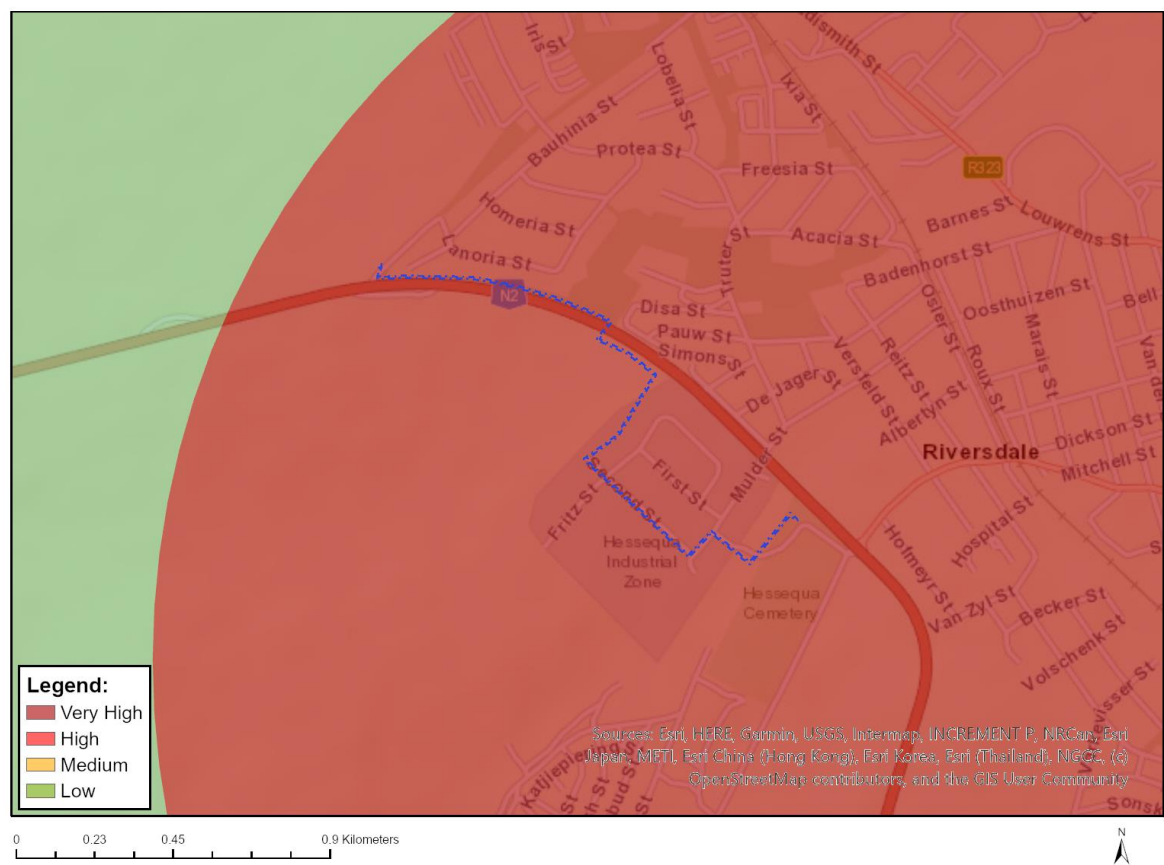 Iris St
Lobelia St
Ixia St
Bauhinia St
Protea St
Freesia St
R323
Barnes St
Louwrens St
Homeria St
Acacia St
Truter St
Lanoria St
Badenhorst St
N2
Disa St
Osier St
Oosthuizen St
Bell
Pauw St
Simons St
Marais St
Versfeld St
Reitz St
Roux St
De Jager St
Albertyn St
Dickson St
Riversdale
Mitchell St
Mulder St
First St
Second St
Fritz St
Hospital St
Hofmeyr St
Hessequa
Industrial
Zone
Hessequa
Cemetery
Van Zyl St
Becker St
Volschenk St
Legend:
Very High
High
Medium
Low
Sources: Esri, HERE, Garmin, USGS, Intermap, INCREMENT P, NRCan, Esri
Japan, METI, Esri China (Hong Kong), Esri Korea, Esri (Thailand), NGCC, (c)
OpenStreetMap contributors, and the GIS User Community
0 0.23 0.45 0.9 Kilometers
N